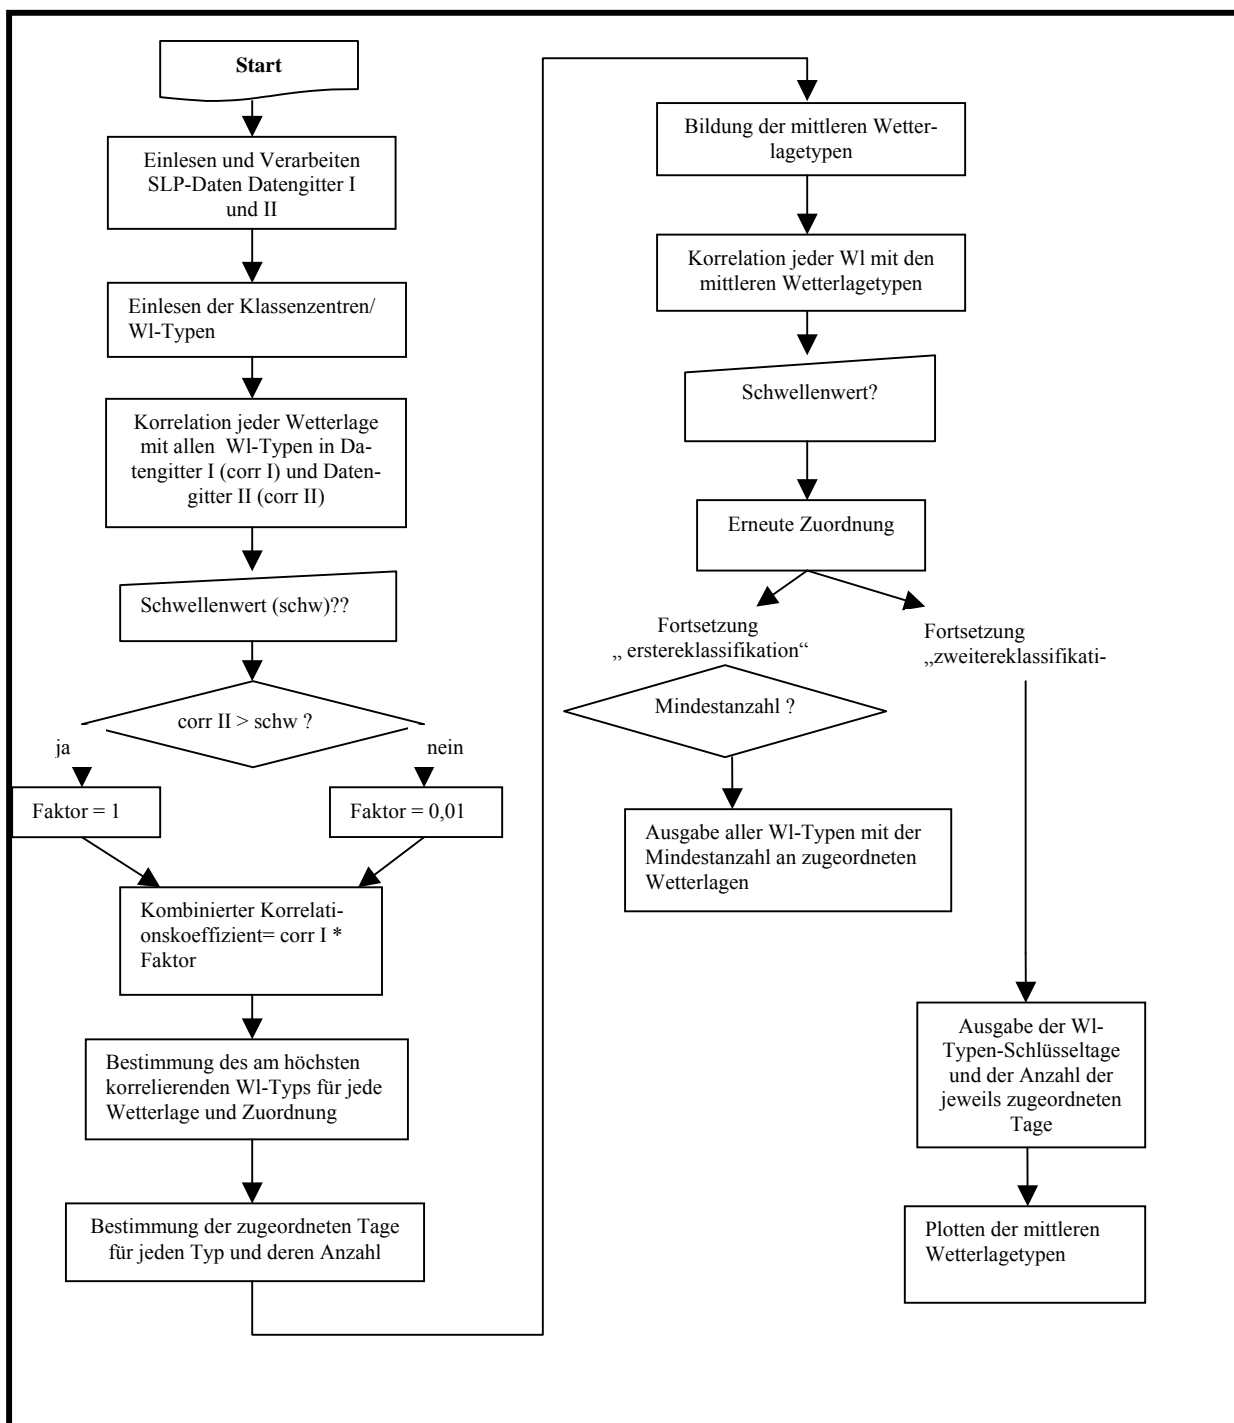 Start
Einlesen und Verarbeiten
SLP-Daten Datengitter I
und II
Einlesen der Klassenzentren/
Wl-Typen
Korrelation jeder Wetterlage
mit allen Wl-Typen in Da-
tengitter I (corr I) und Daten-
gitter II (corr II)
Schwellenwert (schw)??
corr II > schw ?
ja
nein
Faktor = 1
Faktor = 0,01
Kombinierter Korrelati-
onskoeffizient= corr I *
Faktor
Bestimmung des am höchsten
korrelierenden Wl-Typs für jede
Wetterlage und Zuordnung
Bestimmung der zugeordneten Tage
für jeden Typ und deren Anzahl
Bildung der mittleren Wetter-
lagetypen
Korrelation jeder Wl mit den
mittleren Wetterlagetypen
Schwellenwert?
Erneute Zuordnung
Fortsetzung
„ erstereklassifikation“
Fortsetzung
„zweitereklassifikati-
Mindestanzahl ?
Ausgabe aller Wl-Typen mit der
Mindestanzahl an zugeordneten
Wetterlagen
Ausgabe der Wl-
Typen-Schlüsseltage
und der Anzahl der
jeweils zugeordneten
Tage
Plotten der mittleren
Wetterlagetypen